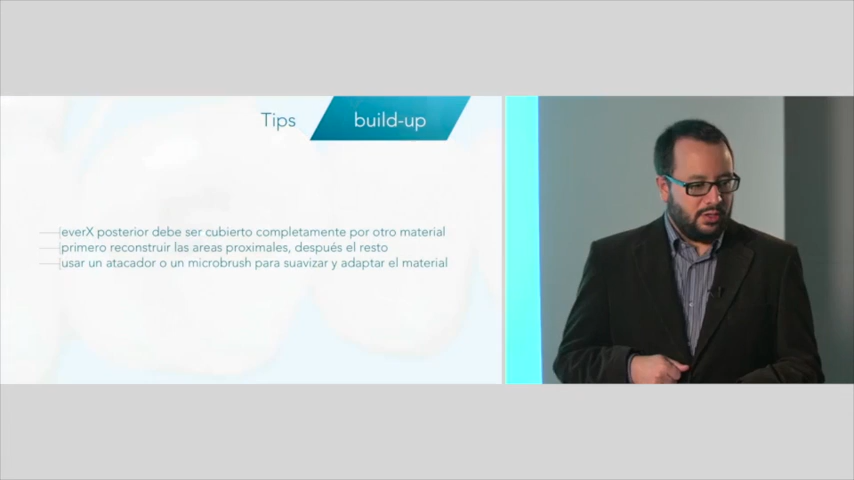 Tips build-up
everX posterior debe ser cubierto completamente por otro material
primero reconstruir las areas proximales, después el resto
usar un atacador o un microbrush para suavizar y adaptar el material